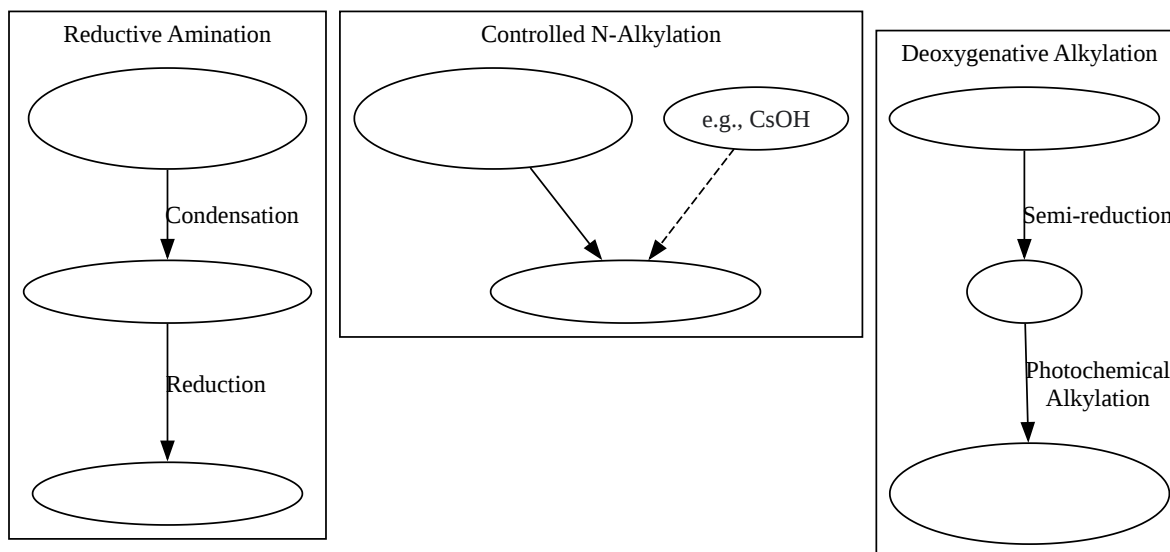 Reductive Amination
Condensation
Reduction
Controlled N-Alkylation
e.g., CsOH
Deoxygenative Alkylation
Semi-reduction
Photochemical
Alkylation